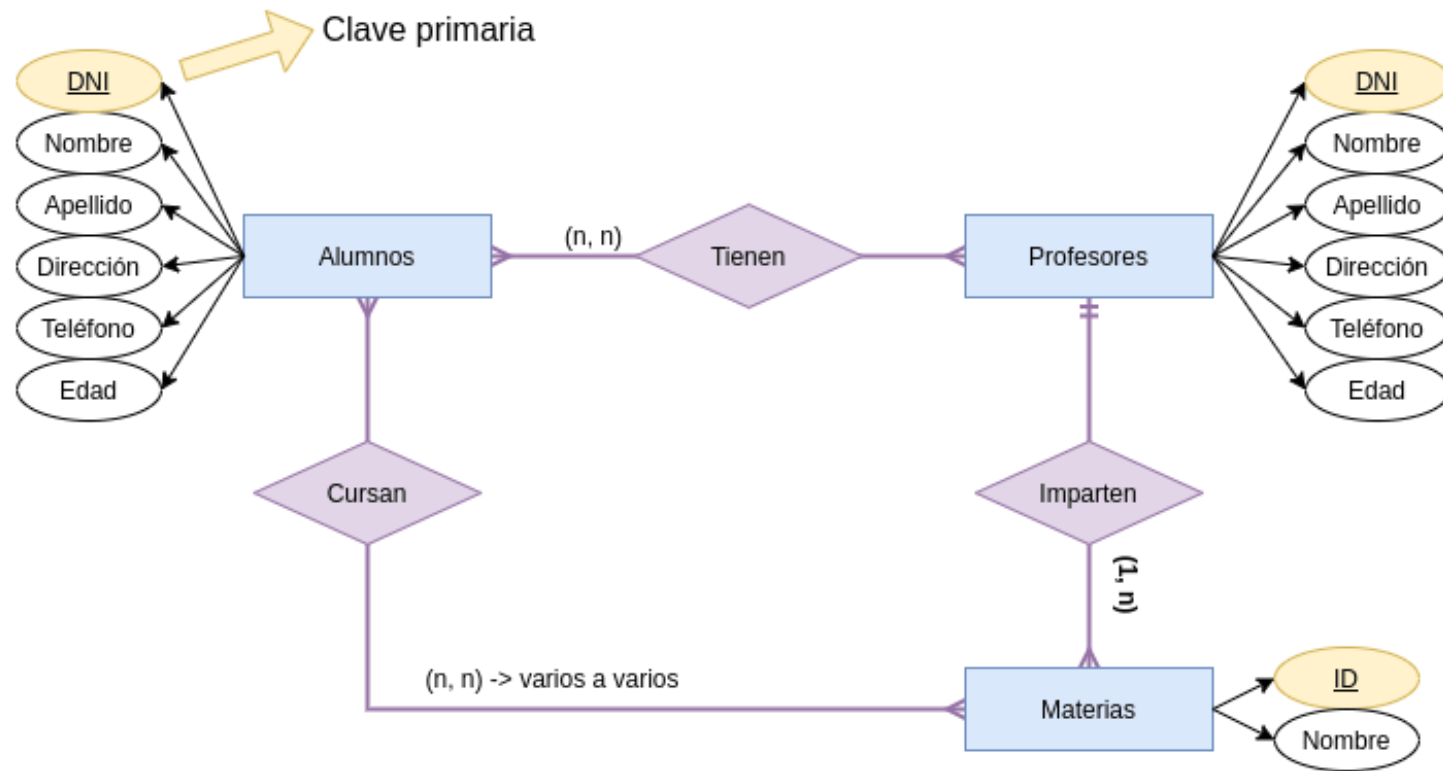 Clave primaria
DNI
Nombre
Apellido
Dirección
Teléfono
Edad
Alumnos
(n, n)
Tienen
Profesores
DNI
Nombre
Apellido
Dirección
Teléfono
Edad
Cursan
Imparten
(1, n)
(n, n) -> varios a varios
Materias
ID
Nombre